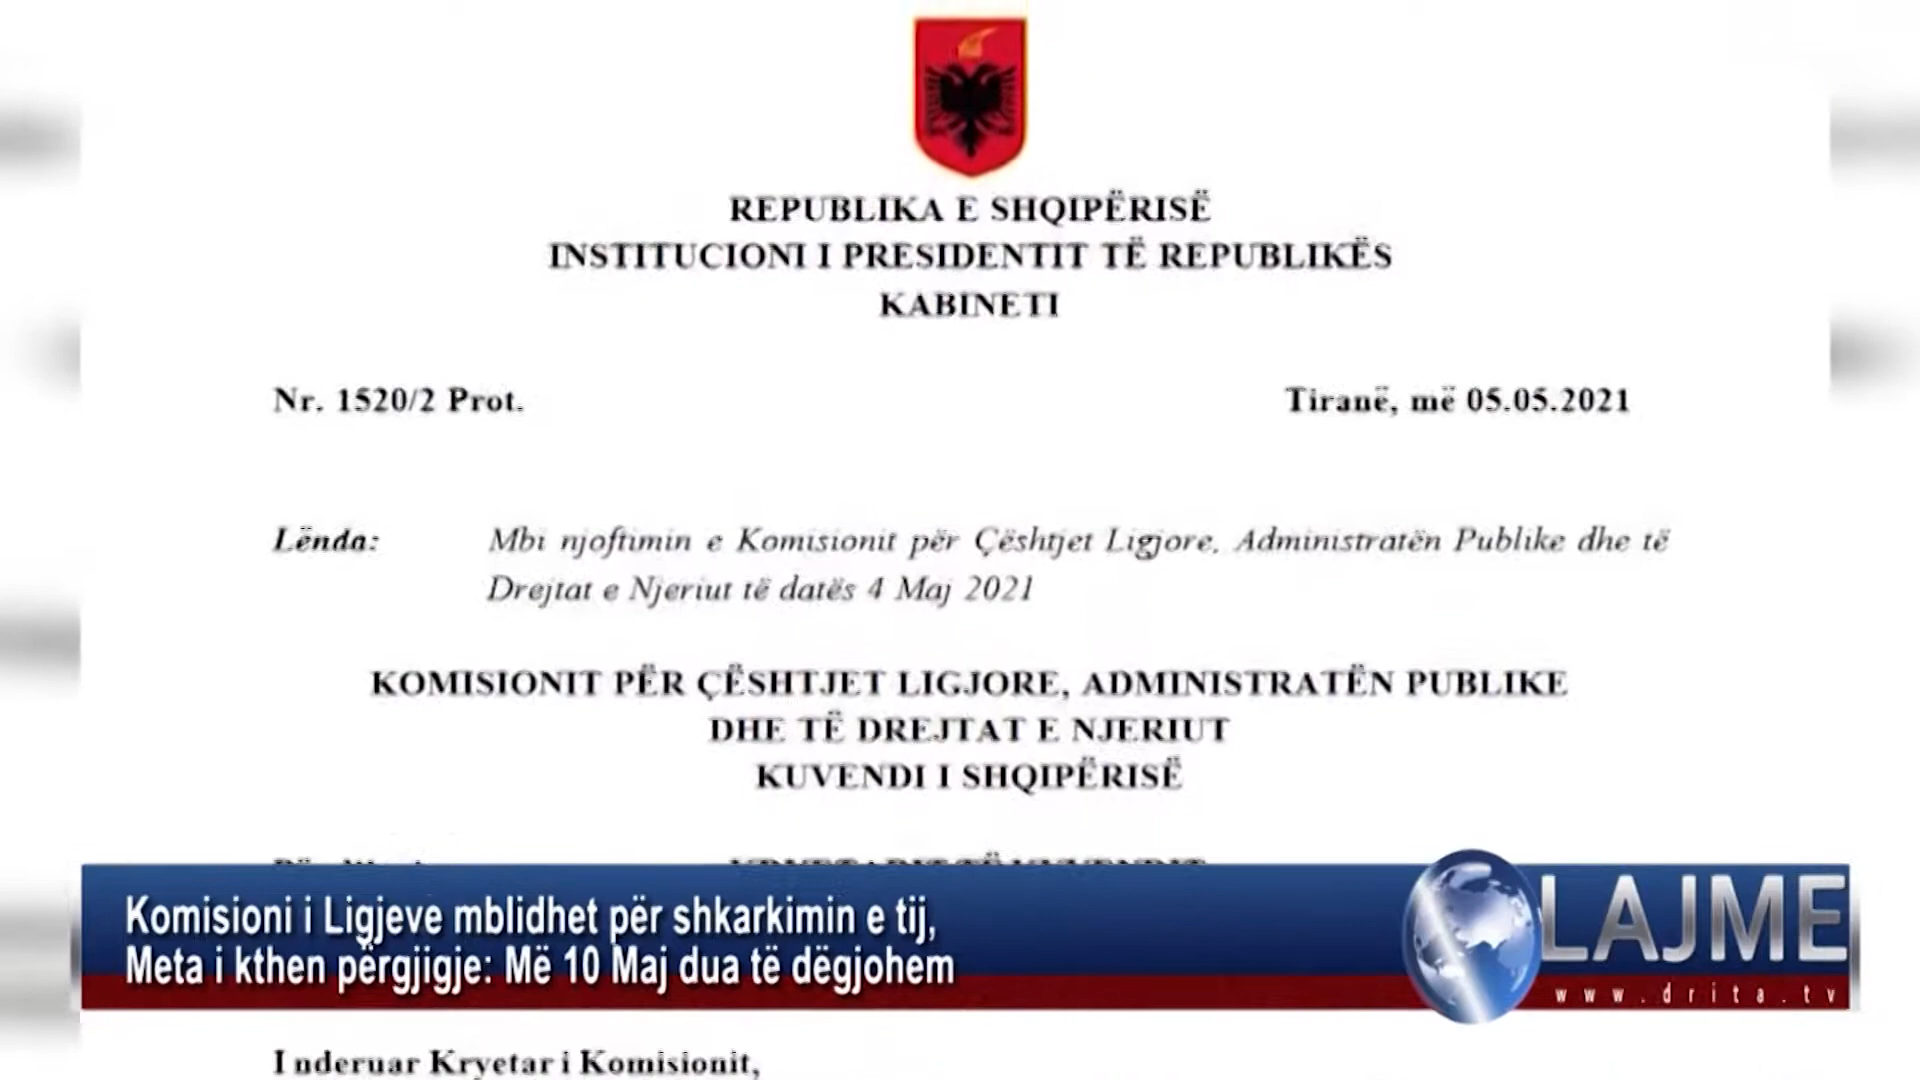 REPUBLIKA E SHQIPËRISË
INSTITUCIONI I PRESIDENTIT TË REPUBLIKËS
KABINETI
Nr. 1520/2 Prot.
Tiranë, më 05.05.2021
Lënda:
Mbi njoftimin e Komisionit për Çështjet Ligjore, Administratën Publike dhe të
Drejtat e Njeriut të datës 4 Maj 2021
KOMISIONIT PËR ÇËSHTJET LIGJORE, ADMINISTRATËN PUBLIKE
DHE TË DREJTAT E NJERIUT
KUVENDI I SHQIPËRISË
Komisioni i Ligjeve mblidhet për shkarkimin e tij,
Meta i kthen përgjigje: Më 10 Maj dua të dëgjohem
LAJME
www.drita.tv
I nderuar Kryetar i Komisionit,